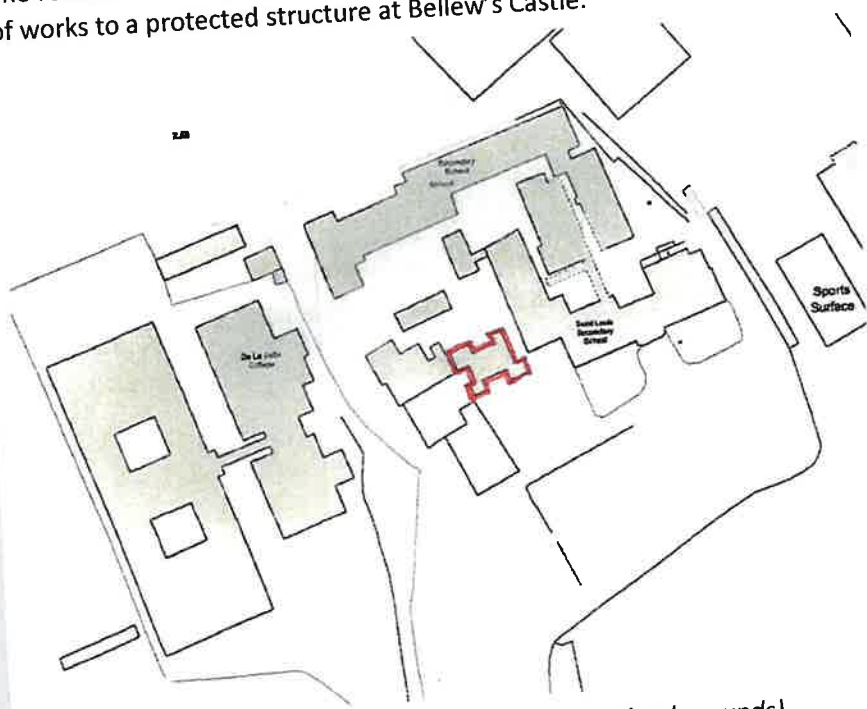 of works to a protected structure at Bellew's Castle.
Secondary
School
De La Salle
College
Saint Louis
Secondary
School
Sports
Surface